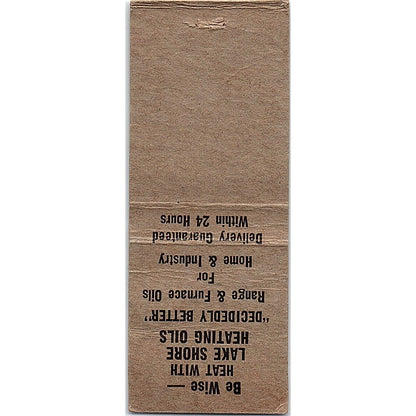 Be Wise —
HEAT WITH
LAKE SHORE
HEATING OILS
"DECIDEDLY BETTER"
Range & Furnace Oils
For
Home & Industry
Delivery Guaranteed
Within 24 Hours